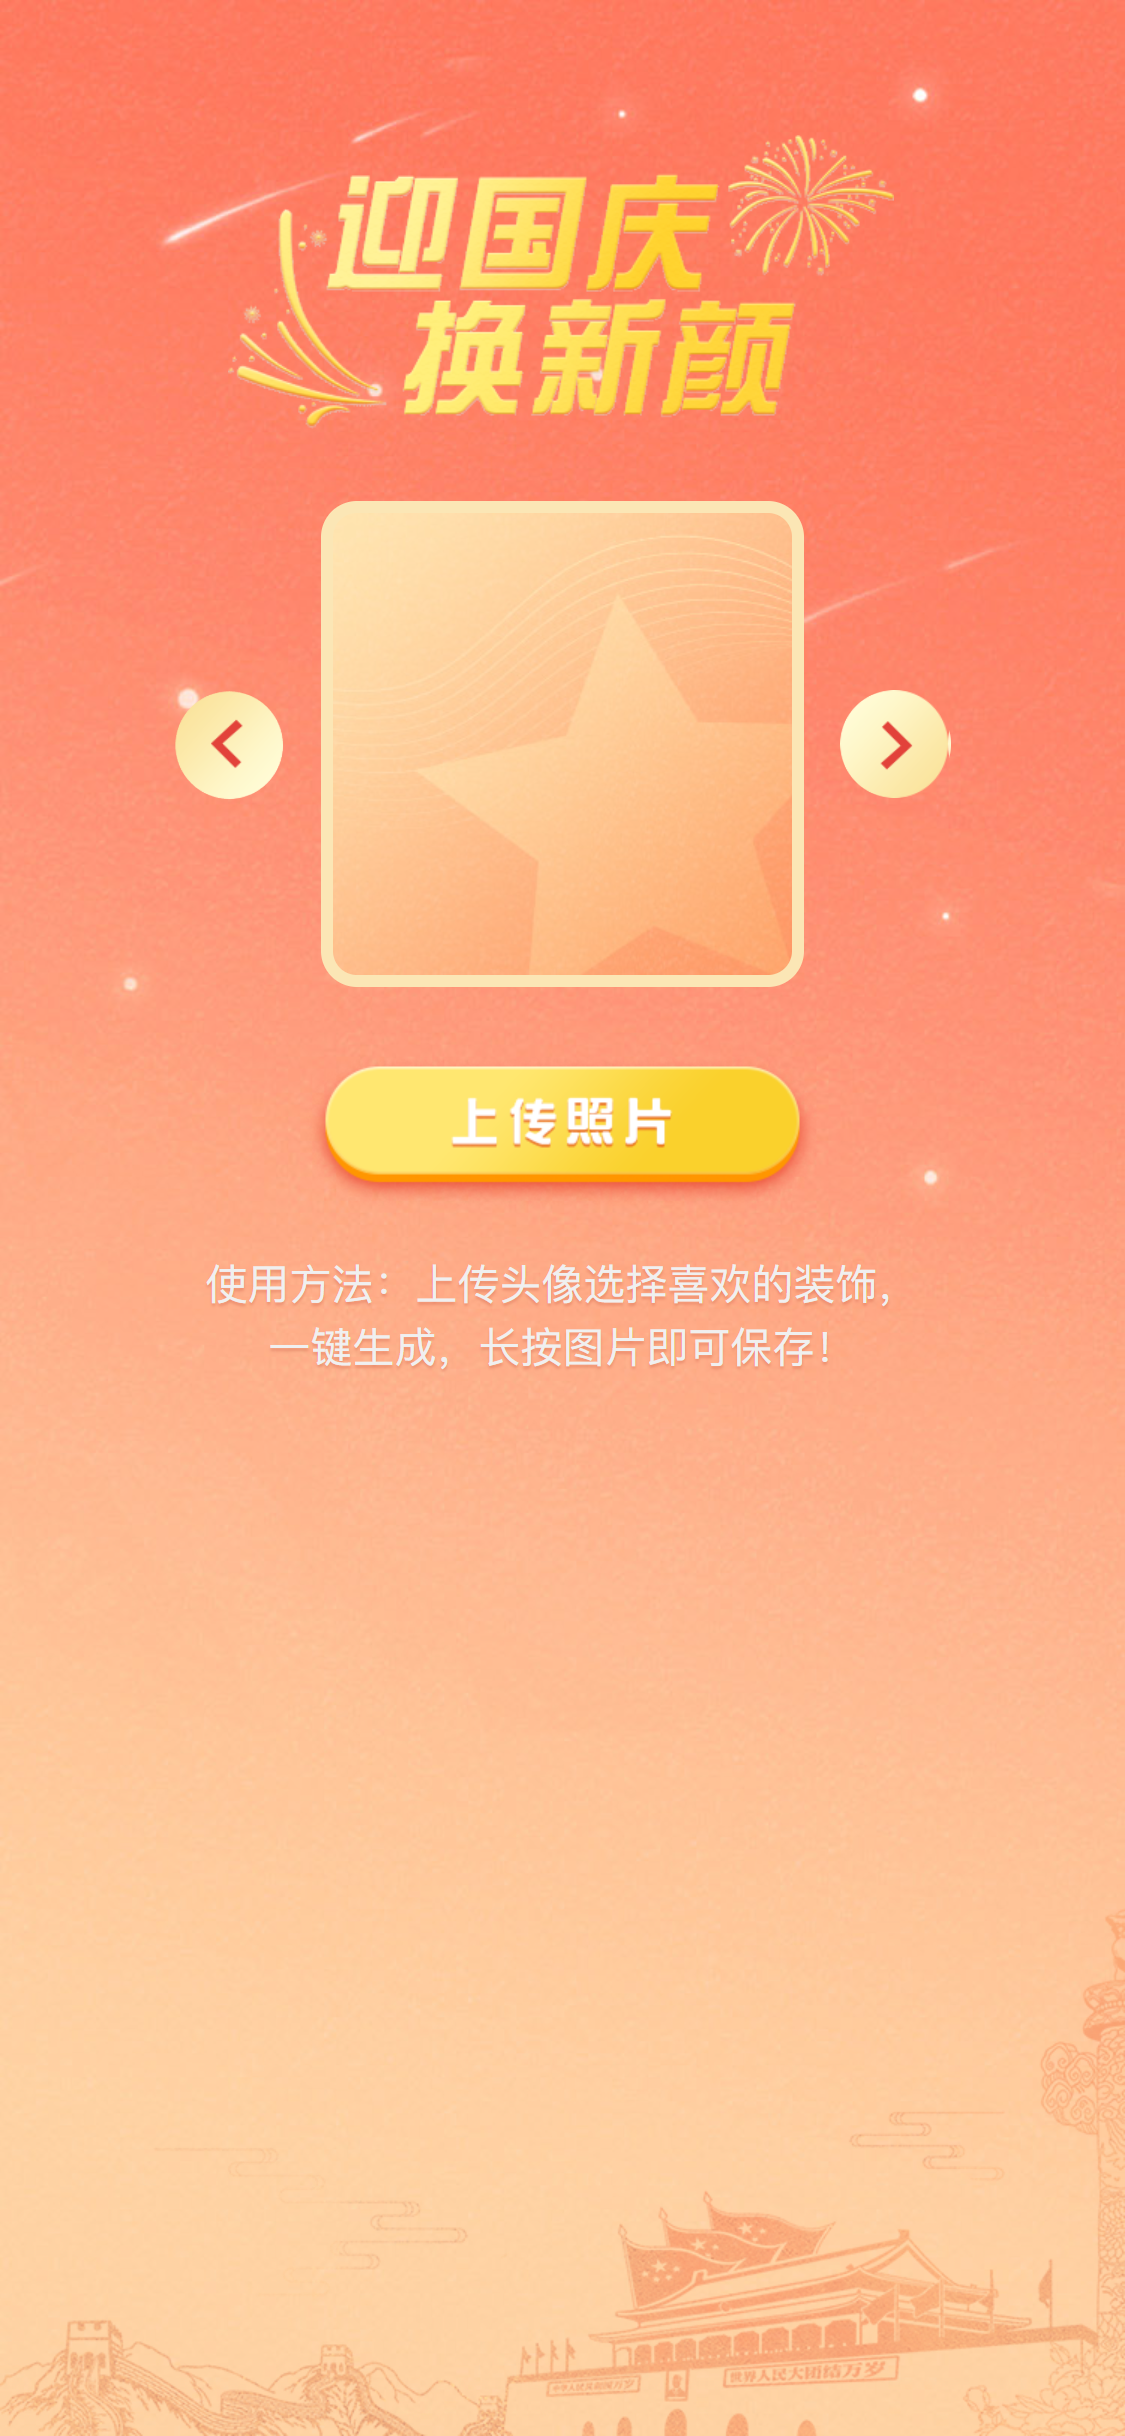 迎国庆
换新颜
上传照片
使用方法：上传头像选择喜欢的装饰，
一键生成，长按图片即可保存！
中华人民共和国万岁
世界人民大团结万岁